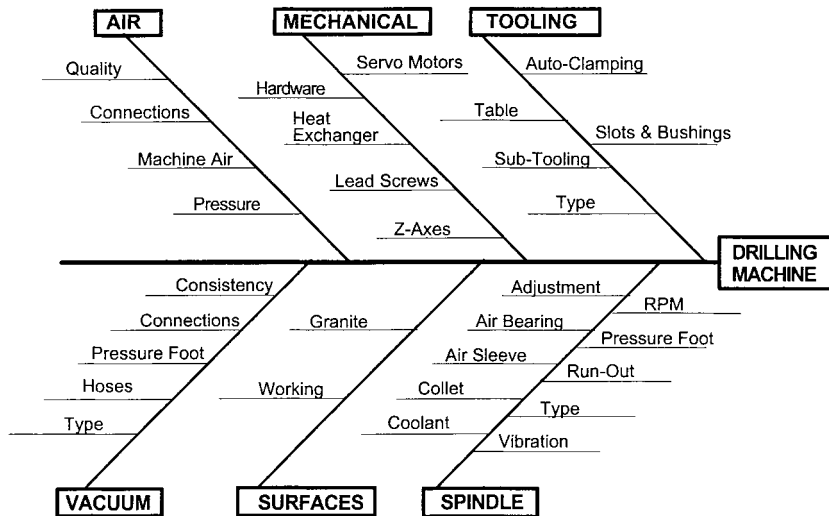 AIR
MECHANICAL
TOOLING
Quality
Connections
Machine Air
Pressure
Servo Motors
Hardware
Heat
Exchanger
Lead Screws
Z-Axes
Auto-Clamping
Table
Slots & Bushings
Sub-Tooling
Type
DRILLING
MACHINE
Consistency
Connections
Pressure Foot
Hoses
Type
Granite
Working
Adjustment
RPM
Air Bearing
Pressure Foot
Air Sleeve
Run-Out
Collet
Type
Coolant
Vibration
VACUUM
SURFACES
SPINDLE